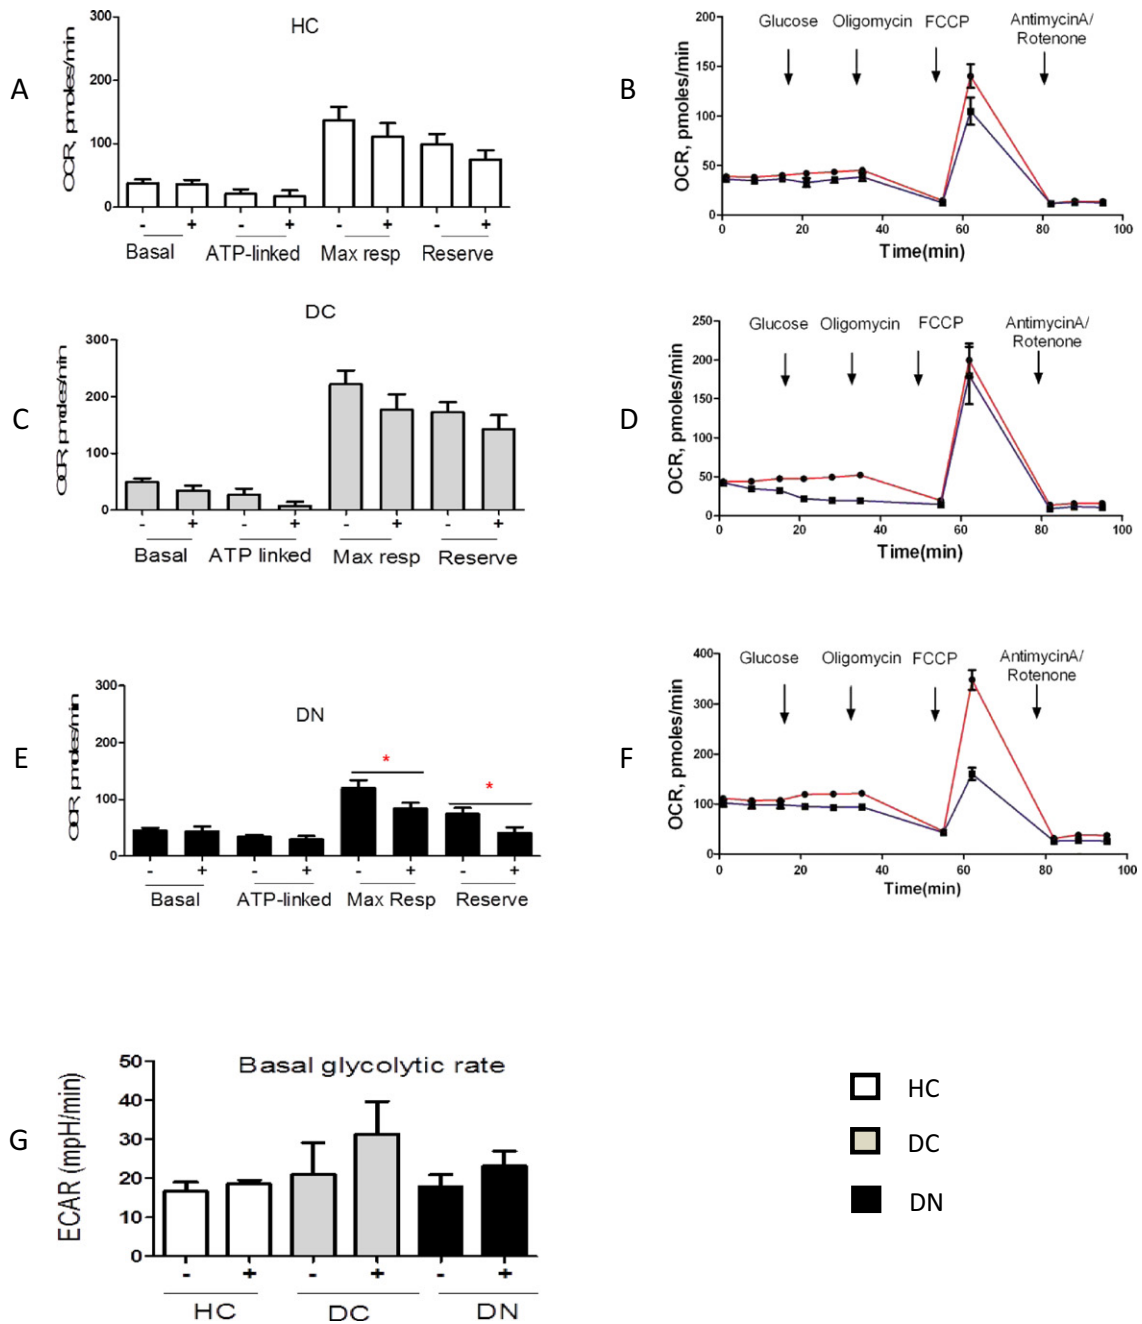 A
HC
OCR, pmoles/min
300
200
100
0
- + - + - + - +
Basal ATP-linked Max resp Reserve
B
Glucose Oligomycin FCCP AntimycinA/
Rotenone
OCR, pmoles/min
150
100
50
0
0 20 40 60 80 100
Time(min)
C
DC
OCR, pmoles/min
300
200
100
0
- + - + - + - +
Basal ATP linked Max resp Reserve
D
Glucose Oligomycin FCCP AntimycinA/
Rotenone
OCR, pmoles/min
250
200
150
100
50
0
0 20 40 60 80 100
Time(min)
E
DN
OCR, pmoles/min
300
200
100
0
* *
- + - + - + - +
Basal ATP-linked Max Resp Reserve
F
Glucose Oligomycin FCCP AntimycinA/
Rotenone
OCR, pmoles/min
400
300
200
100
0
0 20 40 60 80 100
Time(min)
G
Basal glycolytic rate
ECAR (mpH/min)
50
40
30
20
10
0
- + - + - +
HC DC DN
HC
DC
DN